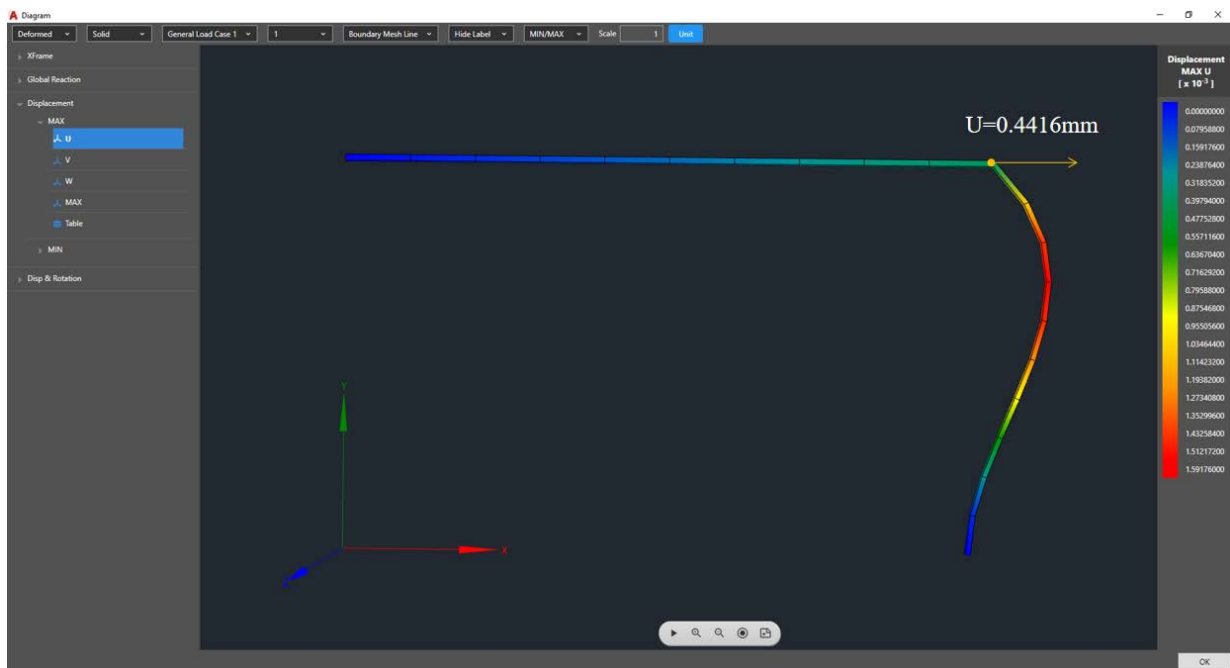 Diagram
Deformed Solid General Load Case 1 1 Boundary Mesh Line Hide Label MIN/MAX Scale 1 Unit
XFrame
Global Reaction
Displacement
MAX
U
V
W
MAX
Table
MIN
Disp & Rotation
U=0.4416mm
Y
X
Displacement
MAX U
[ x 10⁻³ ]
0.00000000
0.07958800
0.15917600
0.23876400
0.31835200
0.39794000
0.47752800
0.55711600
0.63670400
0.71629200
0.79588000
0.87546800
0.95505600
1.03464400
1.11423200
1.19382000
1.27340800
1.35299600
1.43258400
1.51217200
1.59176000
OK